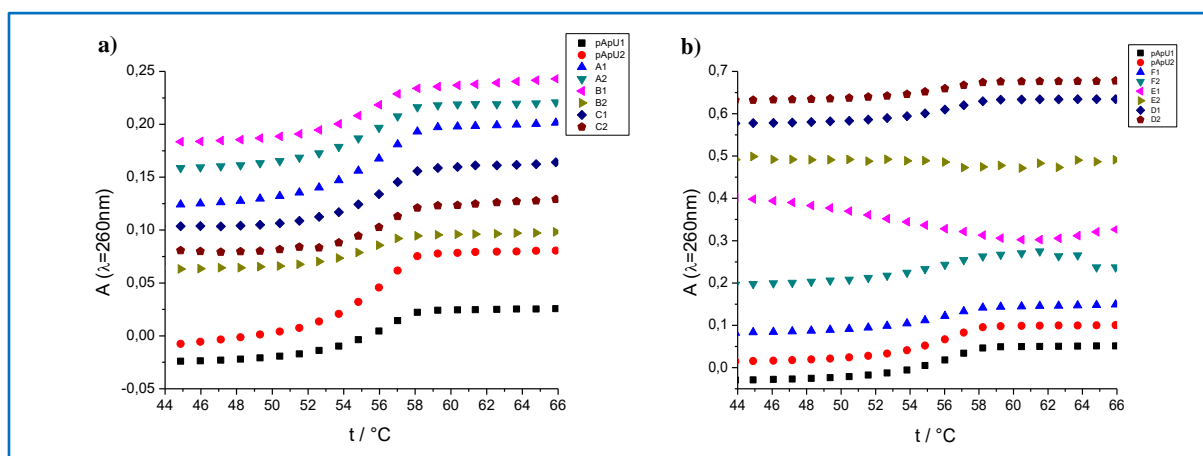 a)
pApU1
pApU2
A1
A2
B1
B2
C1
C2
0,25
0,20
0,15
0,10
0,05
0,00
-0,05
A (λ=260nm)
44 46 48 50 52 54 56 58 60 62 64 66
t / °C
b)
pApU1
pApU2
F1
F2
E1
E2
D1
D2
0,7
0,6
0,5
0,4
0,3
0,2
0,1
0,0
A (λ=260nm)
44 46 48 50 52 54 56 58 60 62 64 66
t / °C